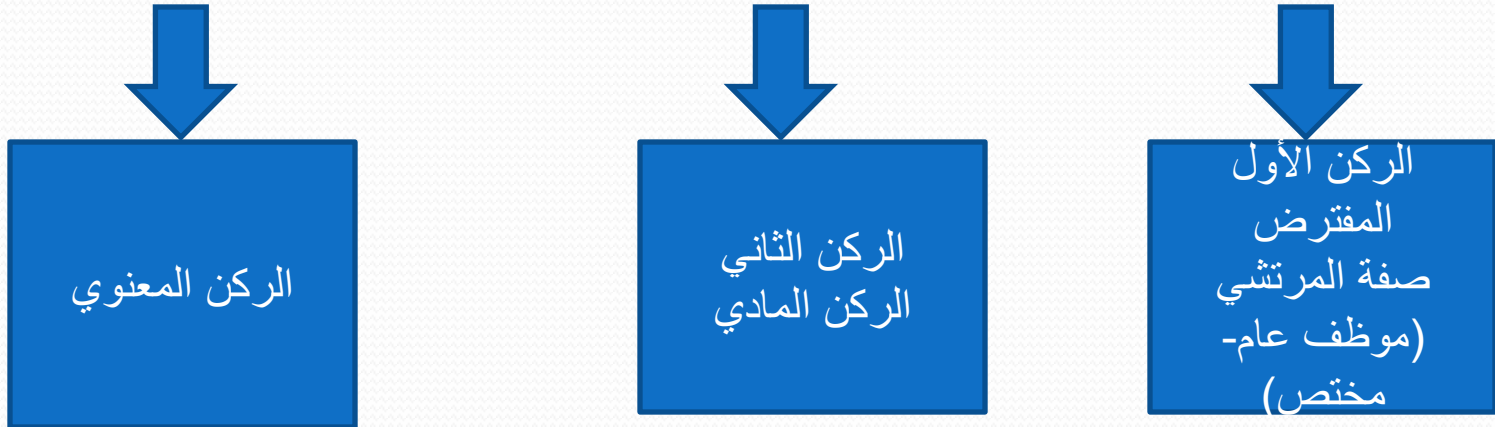 الركن الأول
المفترض
صفة المرتشي
(موظف عام-
مختص)
الركن الثاني
الركن المادي
الركن المعنوي